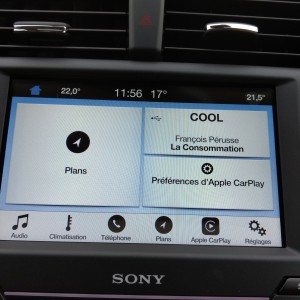 22,0° 11:56 17° 21,5°
COOL
François Pérusse
La Consommation
Plans
Préférences d'Apple CarPlay
Audio Climatisation Téléphone Plans Apple CarPlay Réglages
SONY